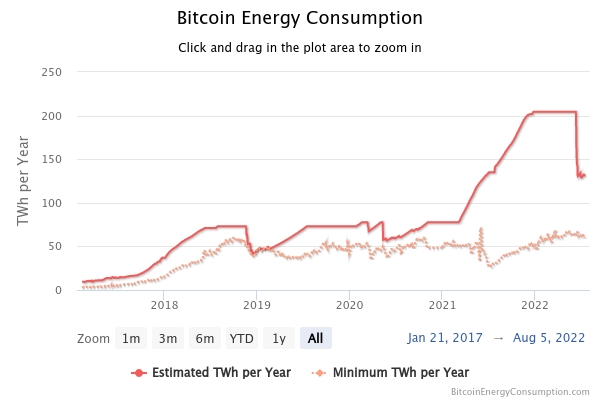 Bitcoin Energy Consumption
Click and drag in the plot area to zoom in
TWh per Year
250
200
150
100
50
0
2018 2019 2020 2021 2022
Zoom 1m 3m 6m YTD 1y All Jan 21, 2017 → Aug 5, 2022
Estimated TWh per Year Minimum TWh per Year
BitcoinEnergyConsumption.com